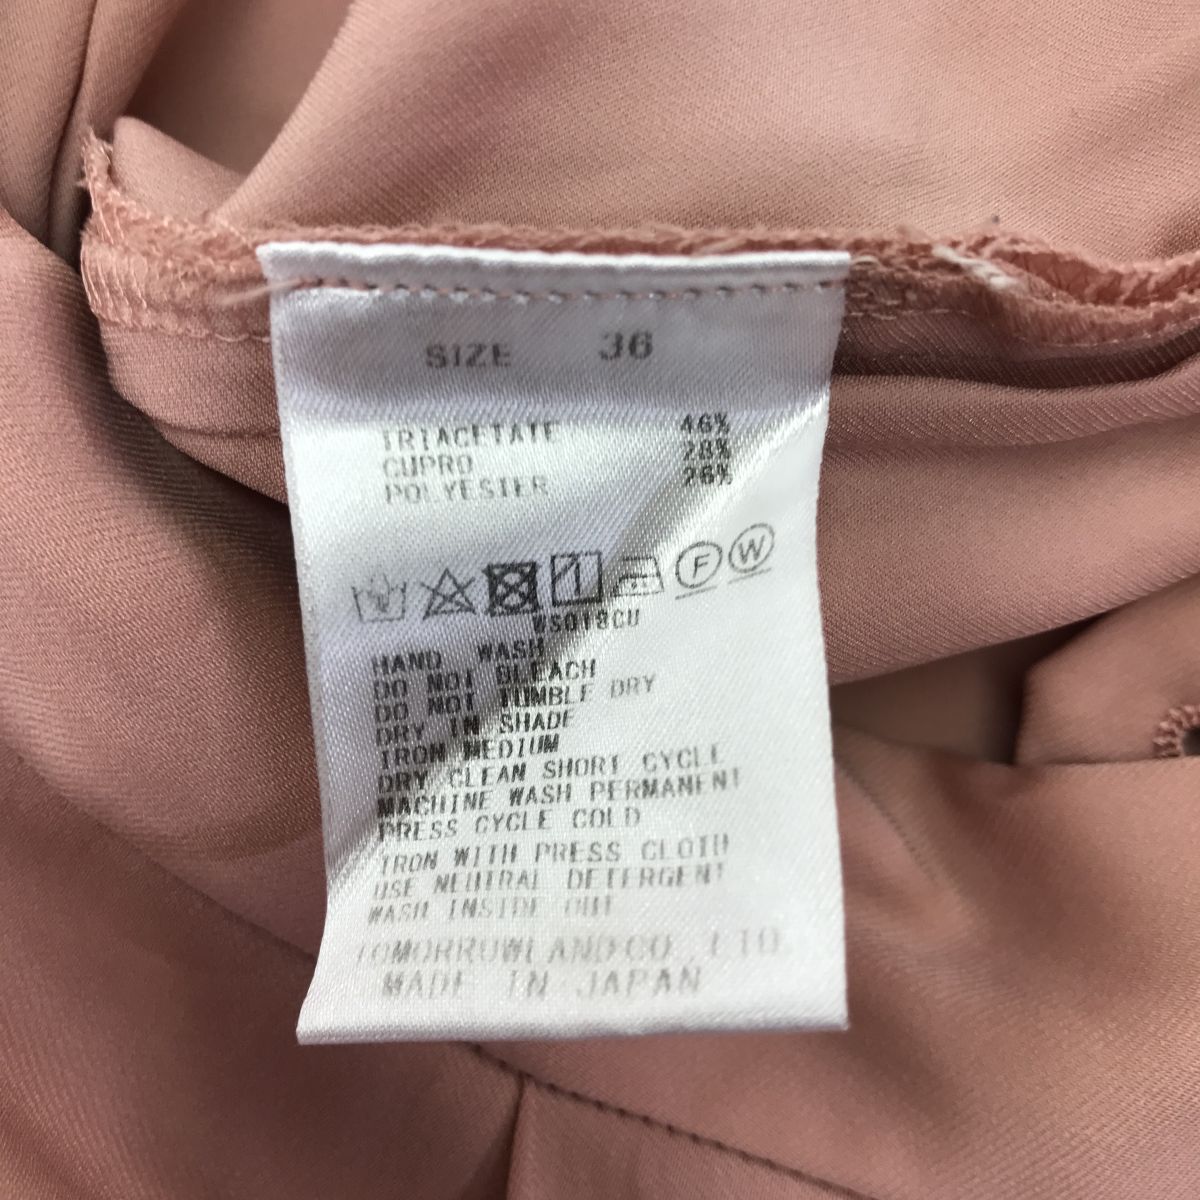 SIZE 36
TRIACETATE 46%
CUPRO 28%
POLYESTER 26%
F W
WS018CU
HAND WASH
DO NOT BLEACH
DO NOT TUMBLE DRY
DRY IN SHADE
IRON MEDIUM
DRY CLEAN SHORT CYCLE
MACHINE WASH PERMANENT
PRESS CYCLE COLD
IRON WITH PRESS CLOTH
USE NEUTRAL DETERGENT
WASH INSIDE OUT
TOMORROWLAND CO., LTD.
MADE IN JAPAN